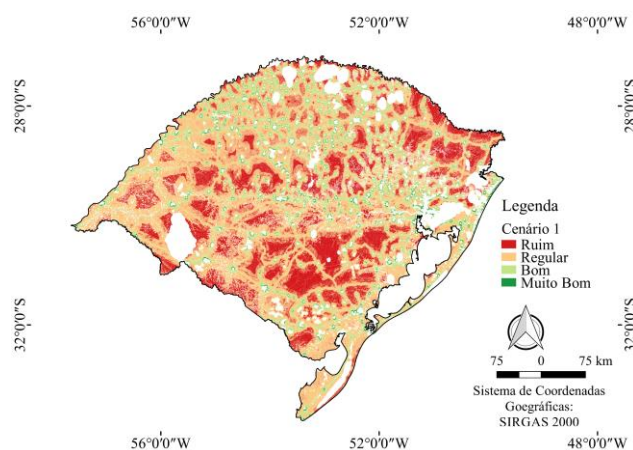 56°0'0"W 52°0'0"W 48°0'0"W
28°0'0"S
28°0'0"S
32°0'0"S
32°0'0"S
Legenda
Cenário 1
Ruim
Regular
Bom
Muito Bom
75 0 75 km
Sistema de Coordenadas
Goegráficas:
SIRGAS 2000
56°0'0"W 52°0'0"W 48°0'0"W